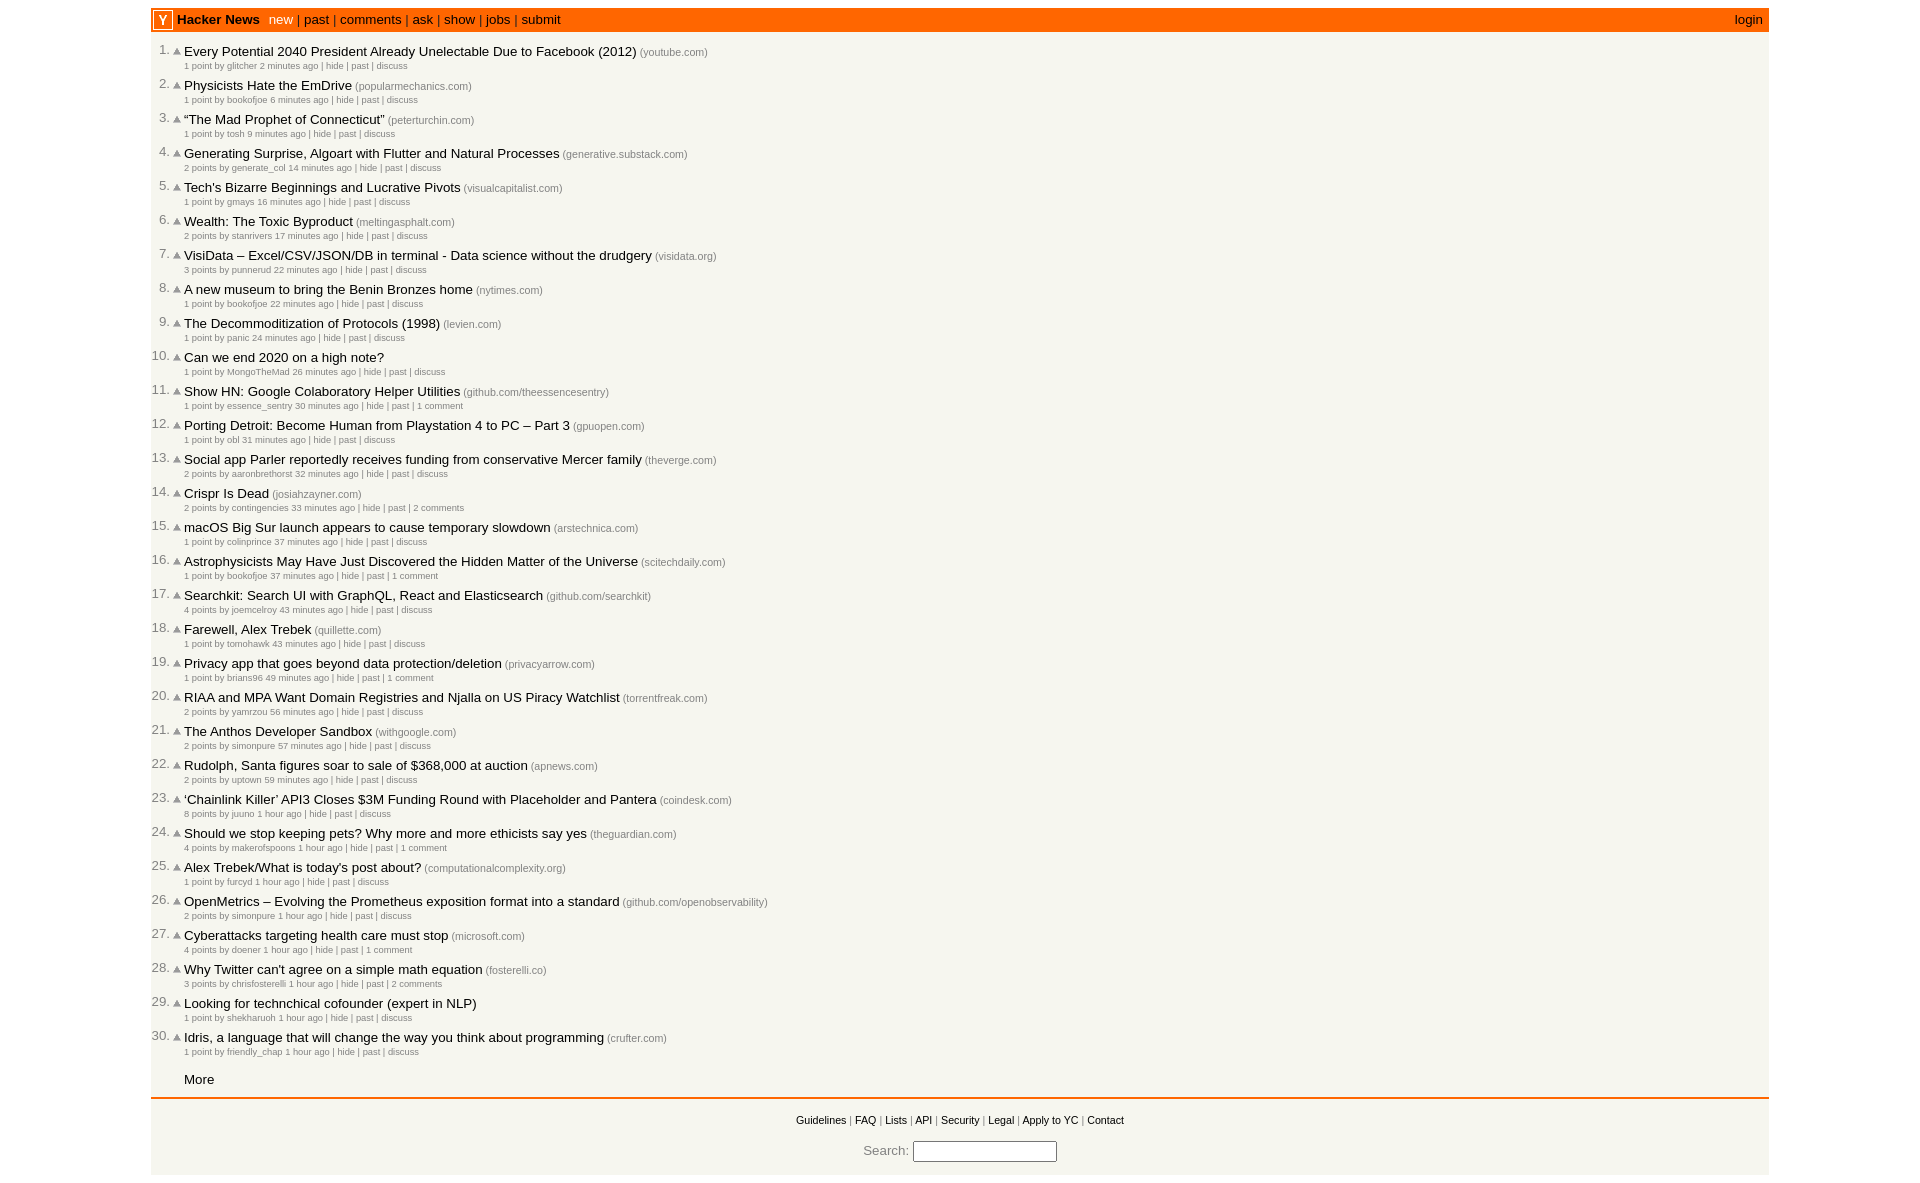 Y Hacker News new | past | comments | ask | show | jobs | submit login
1. Every Potential 2040 President Already Unelectable Due to Facebook (2012) (youtube.com)
1 point by glitcher 2 minutes ago | hide | past | discuss
2. Physicists Hate the EmDrive (popularmechanics.com)
1 point by bookofjoe 6 minutes ago | hide | past | discuss
3. “The Mad Prophet of Connecticut” (peterturchin.com)
1 point by tosh 9 minutes ago | hide | past | discuss
4. Generating Surprise, Algoart with Flutter and Natural Processes (generative.substack.com)
2 points by generate_col 14 minutes ago | hide | past | discuss
5. Tech's Bizarre Beginnings and Lucrative Pivots (visualcapitalist.com)
1 point by gmays 16 minutes ago | hide | past | discuss
6. Wealth: The Toxic Byproduct (meltingasphalt.com)
2 points by stanrivers 17 minutes ago | hide | past | discuss
7. VisiData – Excel/CSV/JSON/DB in terminal - Data science without the drudgery (visidata.org)
3 points by punnerud 22 minutes ago | hide | past | discuss
8. A new museum to bring the Benin Bronzes home (nytimes.com)
1 point by bookofjoe 22 minutes ago | hide | past | discuss
9. The Decommoditization of Protocols (1998) (levien.com)
1 point by panic 24 minutes ago | hide | past | discuss
10. Can we end 2020 on a high note?
1 point by MongoTheMad 26 minutes ago | hide | past | discuss
11. Show HN: Google Colaboratory Helper Utilities (github.com/theessencesentry)
1 point by essence_sentry 30 minutes ago | hide | past | 1 comment
12. Porting Detroit: Become Human from Playstation 4 to PC – Part 3 (gpuopen.com)
1 point by obl 31 minutes ago | hide | past | discuss
13. Social app Parler reportedly receives funding from conservative Mercer family (theverge.com)
2 points by aaronbrethorst 32 minutes ago | hide | past | discuss
14. Crispr Is Dead (josiahzayner.com)
2 points by contingencies 33 minutes ago | hide | past | 2 comments
15. macOS Big Sur launch appears to cause temporary slowdown (arstechnica.com)
1 point by colinprince 37 minutes ago | hide | past | discuss
16. Astrophysicists May Have Just Discovered the Hidden Matter of the Universe (scitechdaily.com)
1 point by bookofjoe 37 minutes ago | hide | past | 1 comment
17. Searchkit: Search UI with GraphQL, React and Elasticsearch (github.com/searchkit)
4 points by joemcelroy 43 minutes ago | hide | past | discuss
18. Farewell, Alex Trebek (quillette.com)
1 point by tomohawk 43 minutes ago | hide | past | discuss
19. Privacy app that goes beyond data protection/deletion (privacyarrow.com)
1 point by brians96 49 minutes ago | hide | past | 1 comment
20. RIAA and MPA Want Domain Registries and Njalla on US Piracy Watchlist (torrentfreak.com)
2 points by yamrzou 56 minutes ago | hide | past | discuss
21. The Anthos Developer Sandbox (withgoogle.com)
2 points by simonpure 57 minutes ago | hide | past | discuss
22. Rudolph, Santa figures soar to sale of $368,000 at auction (apnews.com)
2 points by uptown 59 minutes ago | hide | past | discuss
23. ‘Chainlink Killer’ API3 Closes $3M Funding Round with Placeholder and Pantera (coindesk.com)
8 points by juuno 1 hour ago | hide | past | discuss
24. Should we stop keeping pets? Why more and more ethicists say yes (theguardian.com)
4 points by makerofspoons 1 hour ago | hide | past | 1 comment
25. Alex Trebek/What is today's post about? (computationalcomplexity.org)
1 point by furcyd 1 hour ago | hide | past | discuss
26. OpenMetrics – Evolving the Prometheus exposition format into a standard (github.com/openobservability)
2 points by simonpure 1 hour ago | hide | past | discuss
27. Cyberattacks targeting health care must stop (microsoft.com)
4 points by doener 1 hour ago | hide | past | 1 comment
28. Why Twitter can't agree on a simple math equation (fosterelli.co)
3 points by chrisfosterelli 1 hour ago | hide | past | 2 comments
29. Looking for technchical cofounder (expert in NLP)
1 point by shekharuoh 1 hour ago | hide | past | discuss
30. Idris, a language that will change the way you think about programming (crufter.com)
1 point by friendly_chap 1 hour ago | hide | past | discuss
More
Guidelines | FAQ | Lists | API | Security | Legal | Apply to YC | Contact
Search: